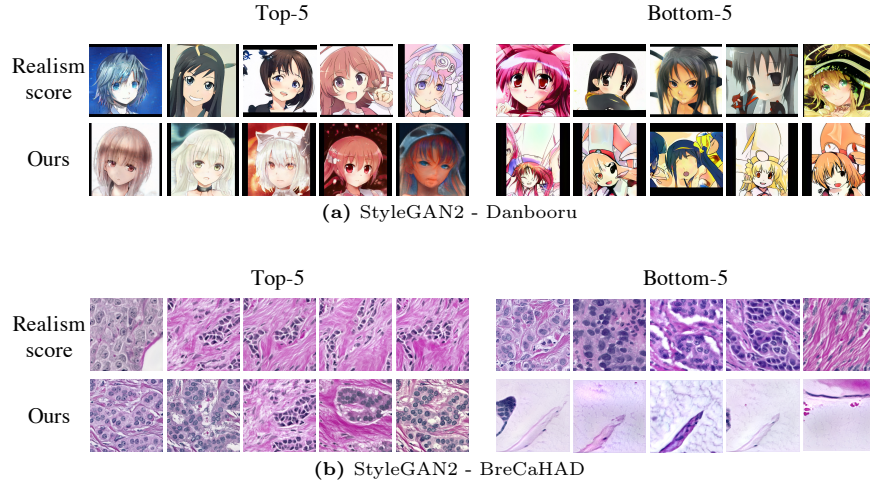 Top-5 Bottom-5
Realism
score
Ours
(a) StyleGAN2 - Danbooru
Top-5 Bottom-5
Realism
score
Ours
(b) StyleGAN2 - BreCaHAD